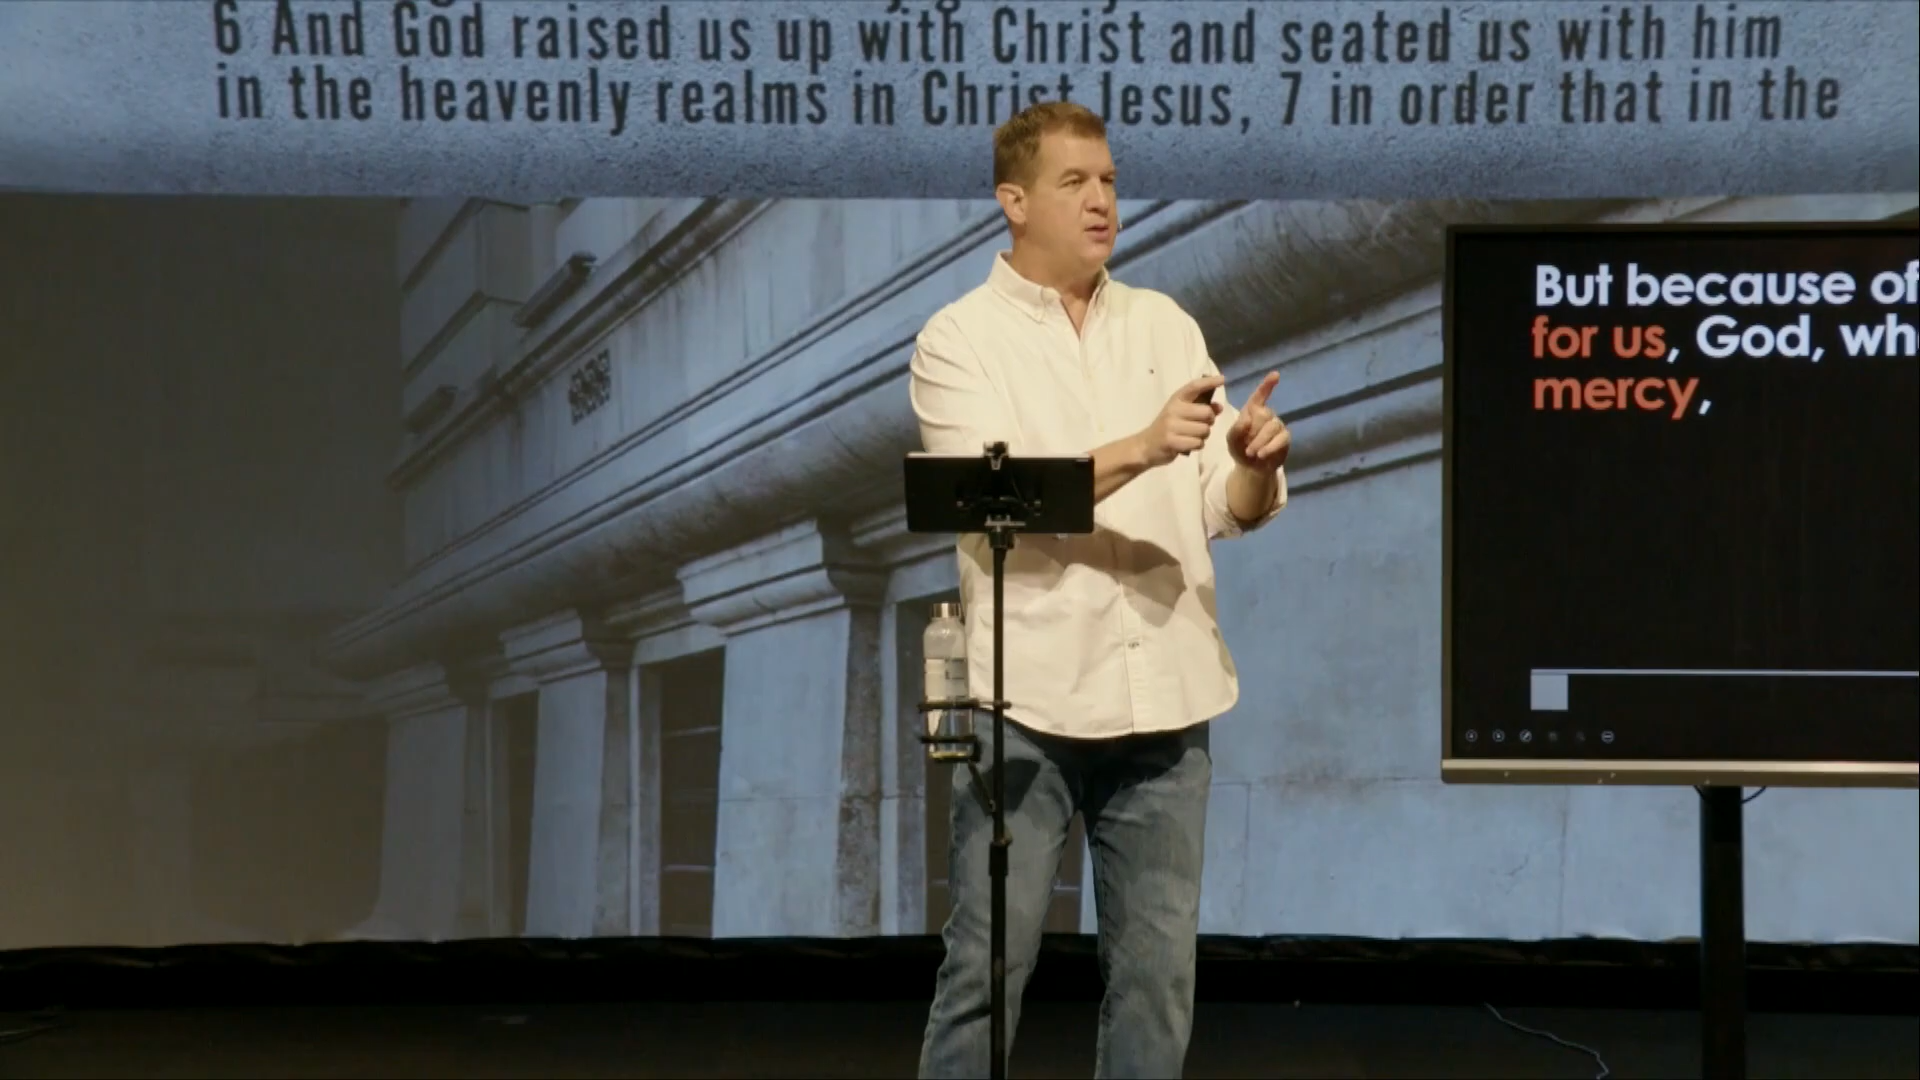 6 And God raised us up with Christ and seated us with him
in the heavenly realms in Christ Jesus, 7 in order that in the
But because of
for us, God, wh
mercy,